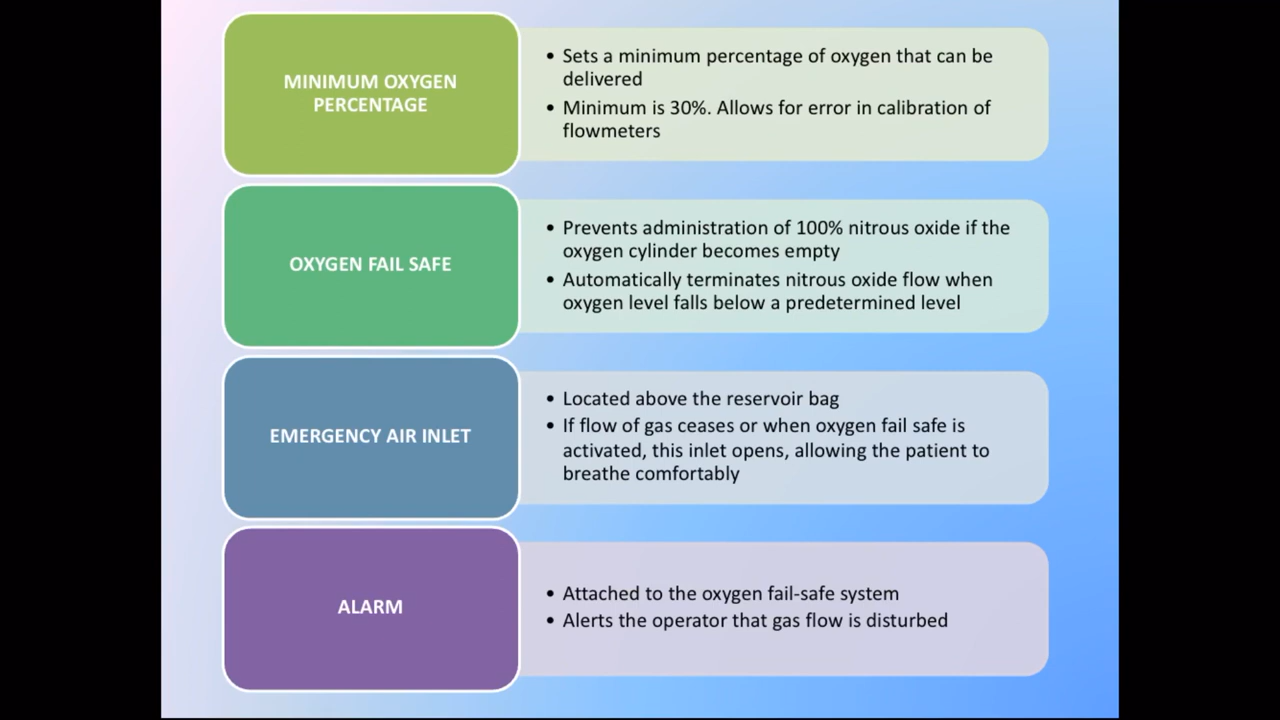 MINIMUM OXYGEN
PERCENTAGE
• Sets a minimum percentage of oxygen that can be
delivered
• Minimum is 30%. Allows for error in calibration of
flowmeters
OXYGEN FAIL SAFE
• Prevents administration of 100% nitrous oxide if the
oxygen cylinder becomes empty
• Automatically terminates nitrous oxide flow when
oxygen level falls below a predetermined level
EMERGENCY AIR INLET
• Located above the reservoir bag
• If flow of gas ceases or when oxygen fail safe is
activated, this inlet opens, allowing the patient to
breathe comfortably
ALARM
• Attached to the oxygen fail-safe system
• Alerts the operator that gas flow is disturbed